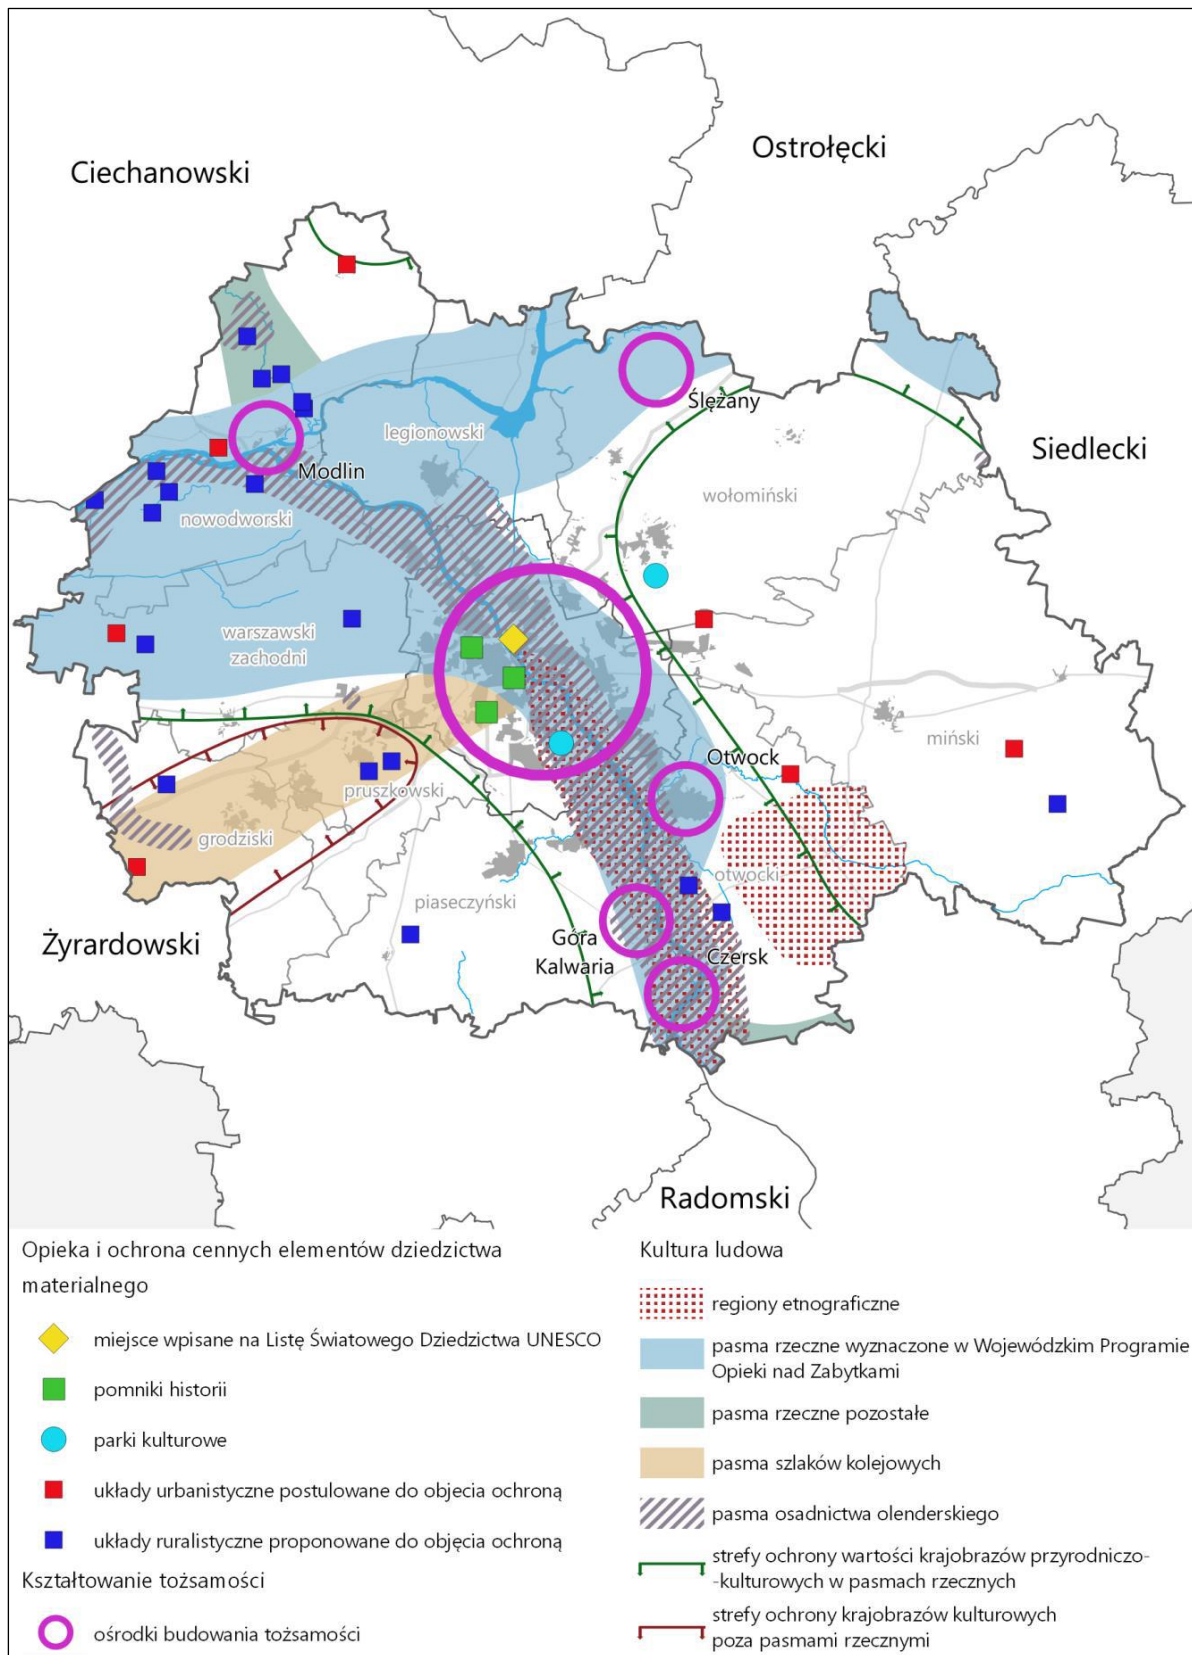 Ostrołęcki
Ciechanowski
Ślężany
legionowski
Siedlecki
Modlin
wołomiński
nowodworski
warszawski
zachodni
miński
Otwock
pruszkowski
grodziski
otwocki
piaseczyński
Żyrardowski
Góra
Kalwaria
Czersk
Radomski
Opieka i ochrona cennych elementów dziedzictwa
materialnego
miejsce wpisane na Listę Światowego Dziedzictwa UNESCO
pomniki historii
parki kulturowe
układy urbanistyczne postulowane do objecia ochroną
układy ruralistyczne proponowane do objęcia ochroną
Kształtowanie tożsamości
ośrodki budowania tożsamości
Kultura ludowa
regiony etnograficzne
pasma rzeczne wyznaczone w Wojewódzkim Programie
Opieki nad Zabytkami
pasma rzeczne pozostałe
pasma szlaków kolejowych
pasma osadnictwa olenderskiego
strefy ochrony wartości krajobrazów przyrodniczo-
-kulturowych w pasmach rzecznych
strefy ochrony krajobrazów kulturowych
poza pasmami rzecznymi